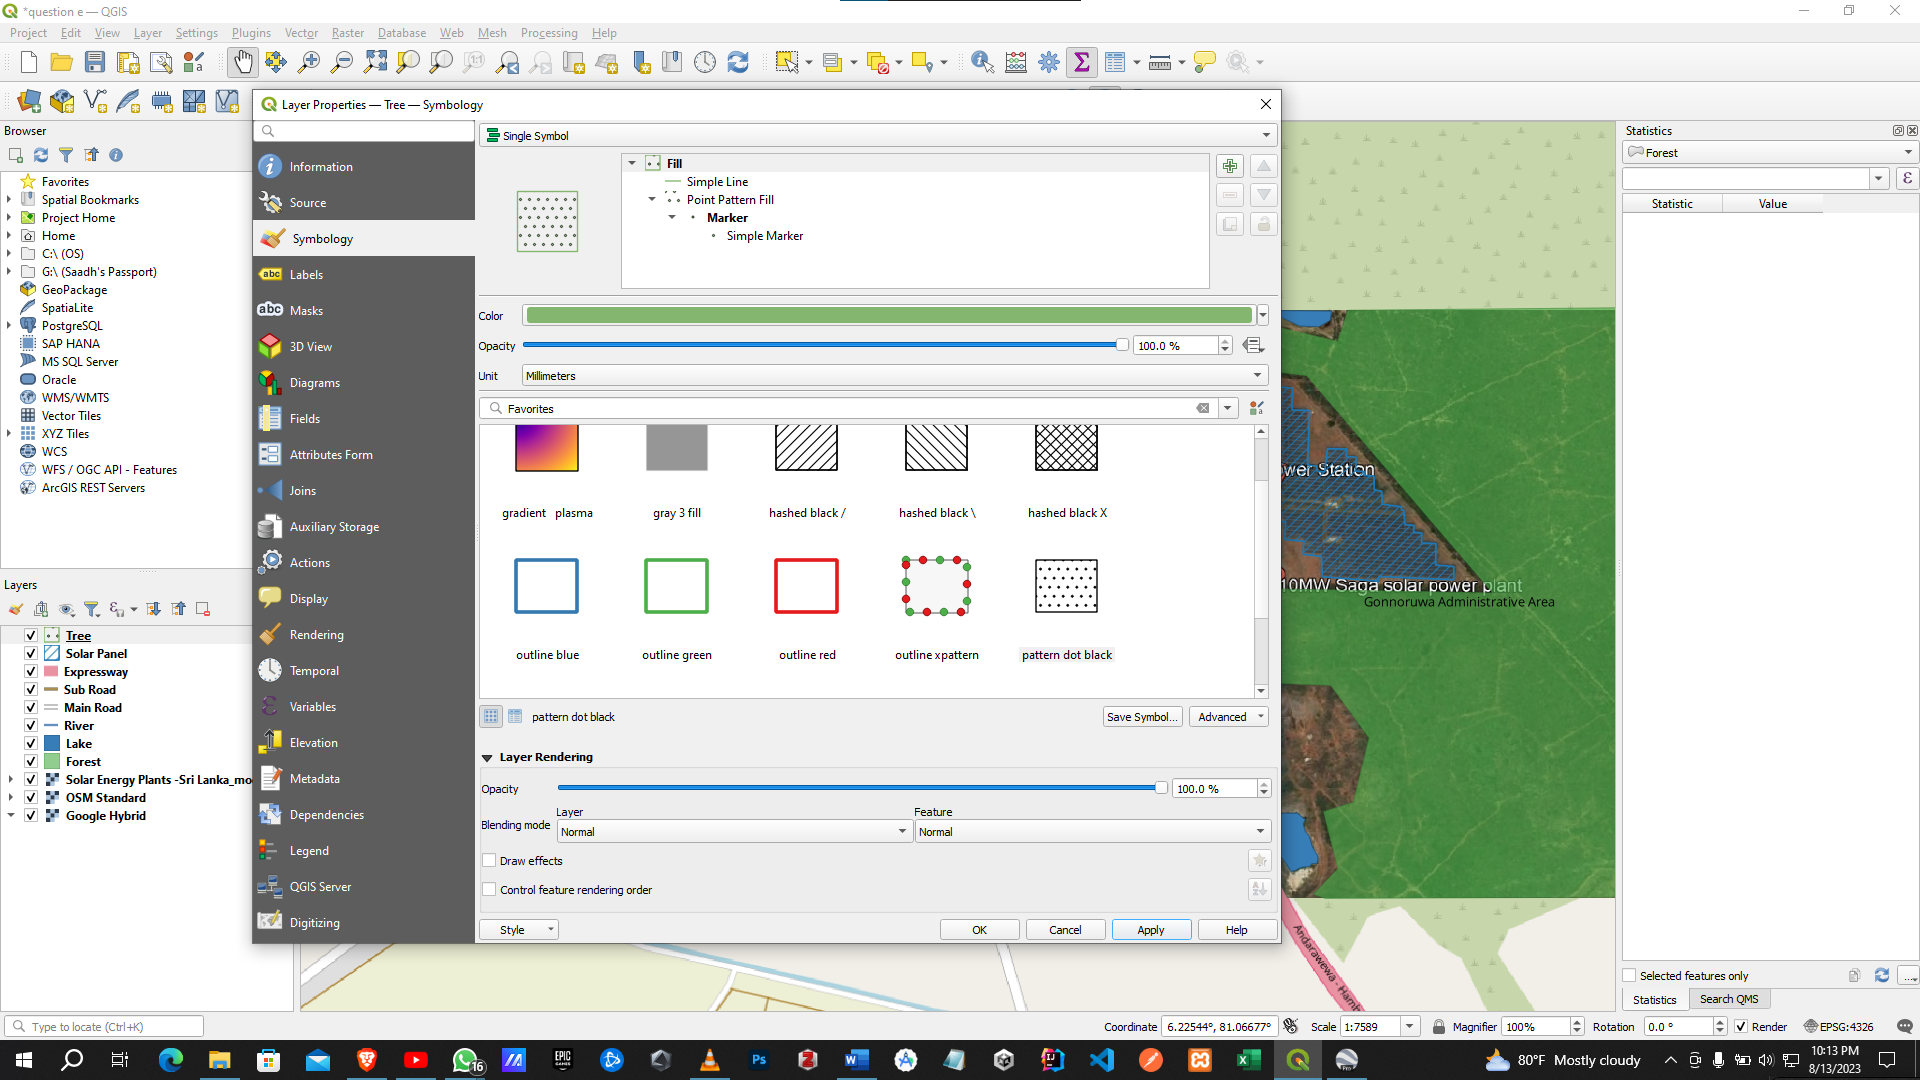 *question e — QGIS
Project Edit View Layer Settings Plugins Vector Raster Database Web Mesh Processing Help
Browser
Favorites
Spatial Bookmarks
Project Home
Home
C:\ (OS)
G:\ (Saadh's Passport)
GeoPackage
SpatiaLite
PostgreSQL
SAP HANA
MS SQL Server
Oracle
WMS/WMTS
Vector Tiles
XYZ Tiles
WCS
WFS / OGC API - Features
ArcGIS REST Servers
Layers
Tree
Solar Panel
Expressway
Sub Road
Main Road
River
Lake
Forest
Solar Energy Plants -Sri Lanka_mo
OSM Standard
Google Hybrid
Layer Properties — Tree — Symbology
Information
Source
Symbology
abc Labels
abc Masks
3D View
Diagrams
Fields
Attributes Form
Joins
Auxiliary Storage
Actions
Display
Rendering
Temporal
Variables
Elevation
Metadata
Dependencies
Legend
QGIS Server
Digitizing
Single Symbol
Fill
Simple Line
Point Pattern Fill
Marker
Simple Marker
Color
Opacity 100.0 %
Unit Millimeters
Favorites
gradient plasma gray 3 fill hashed black / hashed black \ hashed black X
outline blue outline green outline red outline xpattern pattern dot black
pattern dot black Save Symbol... Advanced
Layer Rendering
Opacity 100.0 %
Layer Feature
Blending mode Normal Normal
Draw effects
Control feature rendering order
Style OK Cancel Apply Help
wer Station
10MW Saga solar power plant
Gonnoruwa Administrative Area
Andarawewa - Hamb
Statistics
Forest
ε
Statistic Value
Selected features only
...
Statistics Search QMS
Type to locate (Ctrl+K) Coordinate 6.22544°, 81.06677° Scale 1:7589 Magnifier 100% Rotation 0.0 ° Render EPSG:4326
16 EPIC GAMES Ps W IJ X Pro 80°F Mostly cloudy 10:13 PM
8/13/2023